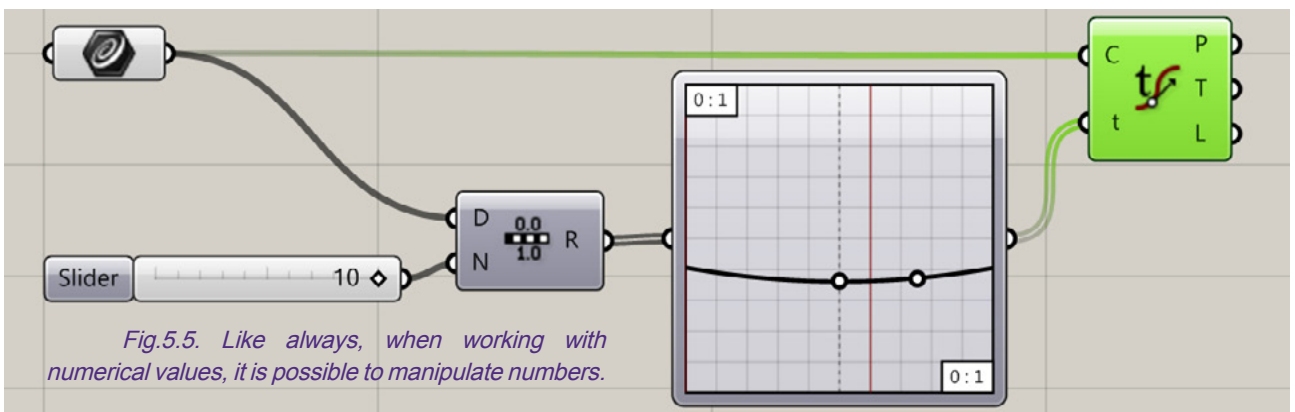 C
t
P
T
L
0:1
D
N
0.0
1.0
R
Slider
10
0:1
Fig.5.5. Like always, when working with
numerical values, it is possible to manipulate numbers.